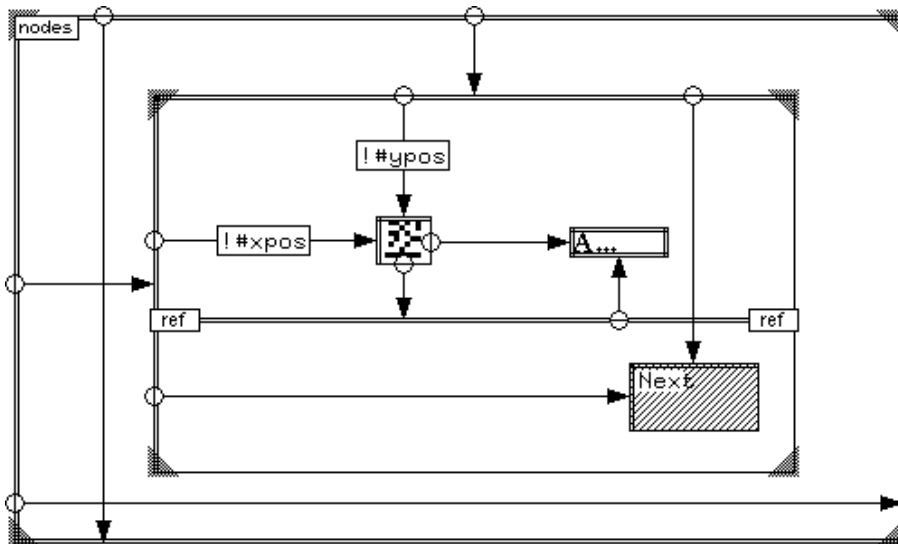 nodes
!#ypos
!#xpos
A...
ref
ref
Next